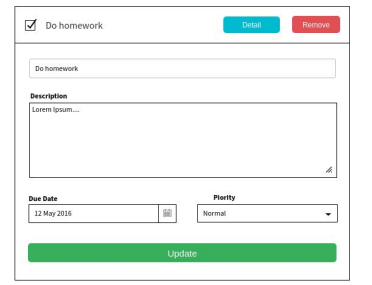 Do homework
Detail
Remove
Do homework
Description
Lorem Ipsum....
Due Date
Piority
12 May 2016
Normal
Update